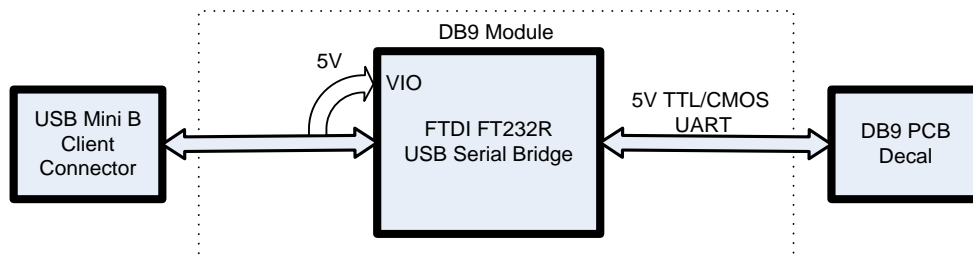 DB9 Module
5V
VIO
USB Mini B
Client
Connector
FTDI FT232R
USB Serial Bridge
5V TTL/CMOS
UART
DB9 PCB
Decal